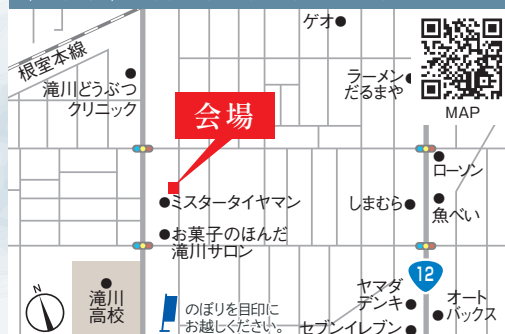 ゲオ
根室本線
滝川どうぶつ
クリニック
ラーメン
だるまや
MAP
会場
ローソン
ミスタータイヤマン
しまむら
魚べい
お菓子のほんだ
滝川サロン
12
N
滝川
高校
ヤマダ
デンキ
オート
バックス
のぼりを目印に
お越しください。
セブンイレブン